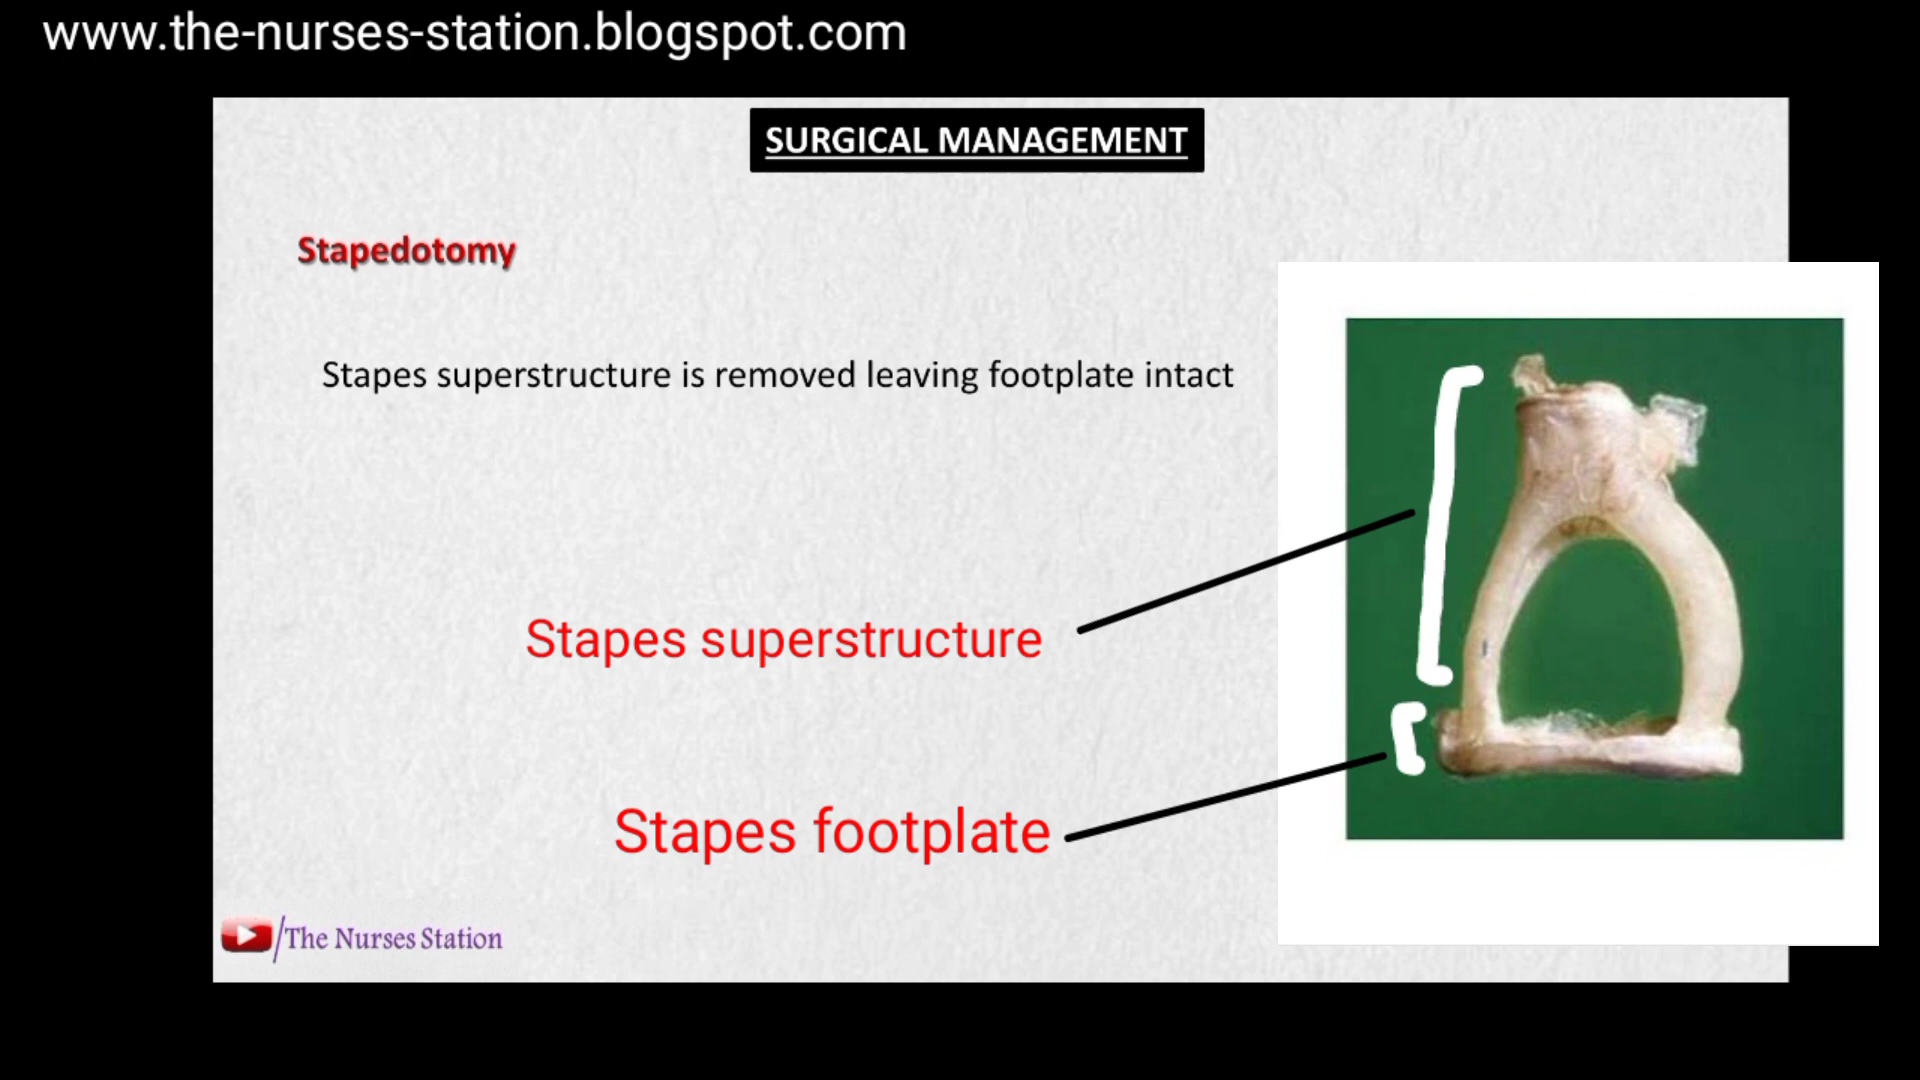 www.the-nurses-station.blogspot.com
SURGICAL MANAGEMENT
Stapedotomy
Stapes superstructure is removed leaving footplate intact
Stapes superstructure
Stapes footplate
/The Nurses Station